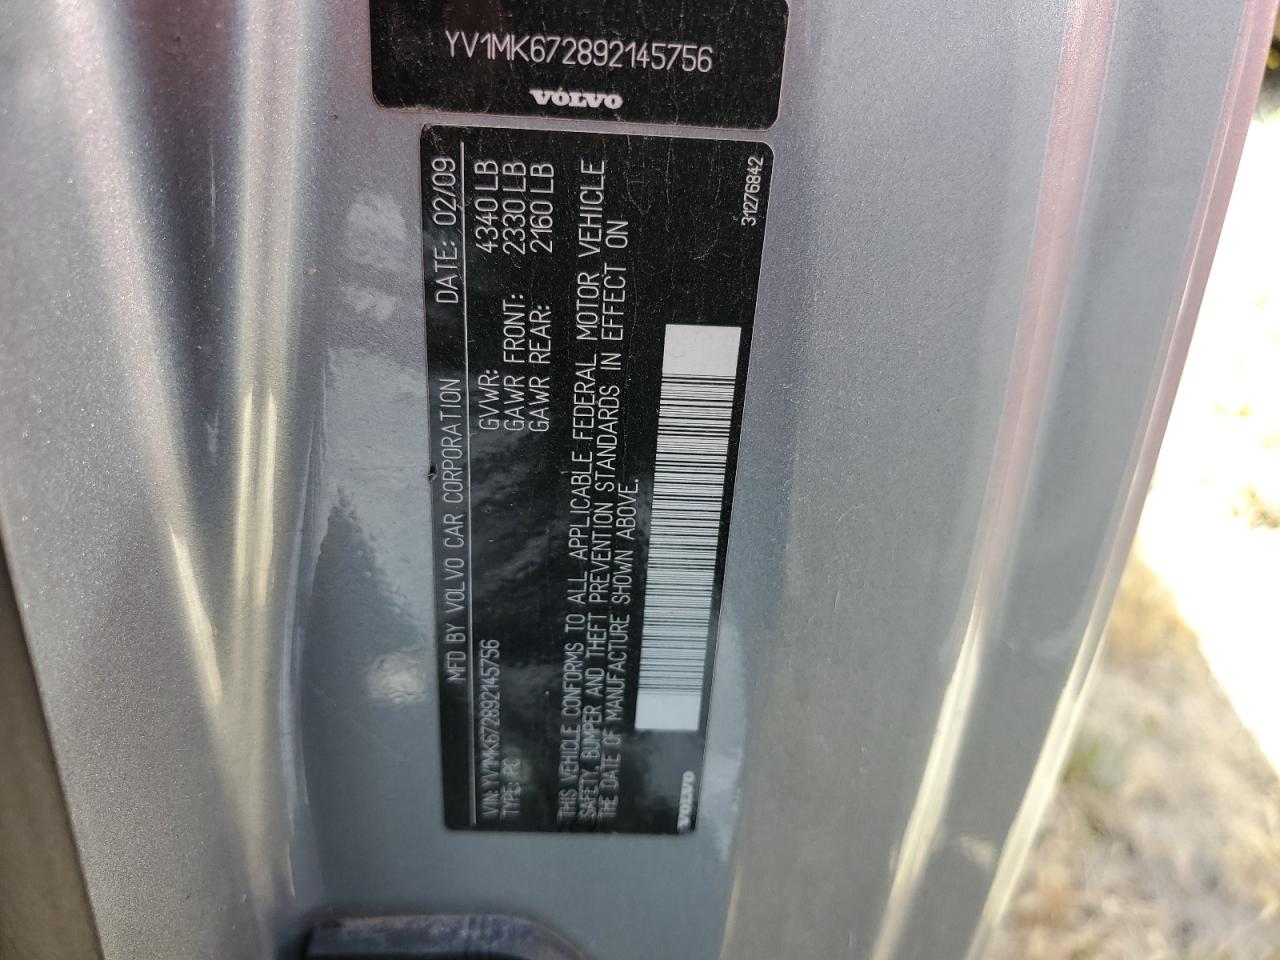 YV1MK672892145756
VOLVO
MFD BY VOLVO CAR CORPORATION DATE: 02/09
VIN: YV1MK672892145756 GVWR: 4340 LB
TYPE: PC GAWR FRONT: 2330 LB
GAWR REAR: 2160 LB
THIS VEHICLE CONFORMS TO ALL APPLICABLE FEDERAL MOTOR VEHICLE
SAFETY, BUMPER AND THEFT PREVENTION STANDARDS IN EFFECT ON
THE DATE OF MANUFACTURE SHOWN ABOVE.
VOLVO
31276842